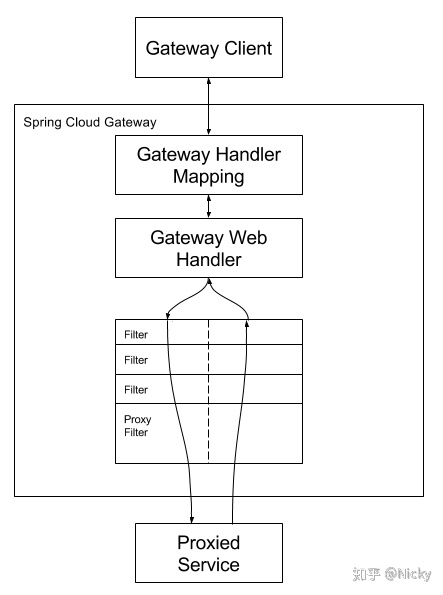 Gateway Client
Spring Cloud Gateway
Gateway Handler
Mapping
Gateway Web
Handler
Filter
Filter
Filter
Proxy
Filter
Proxied
Service
知乎 @Nicky